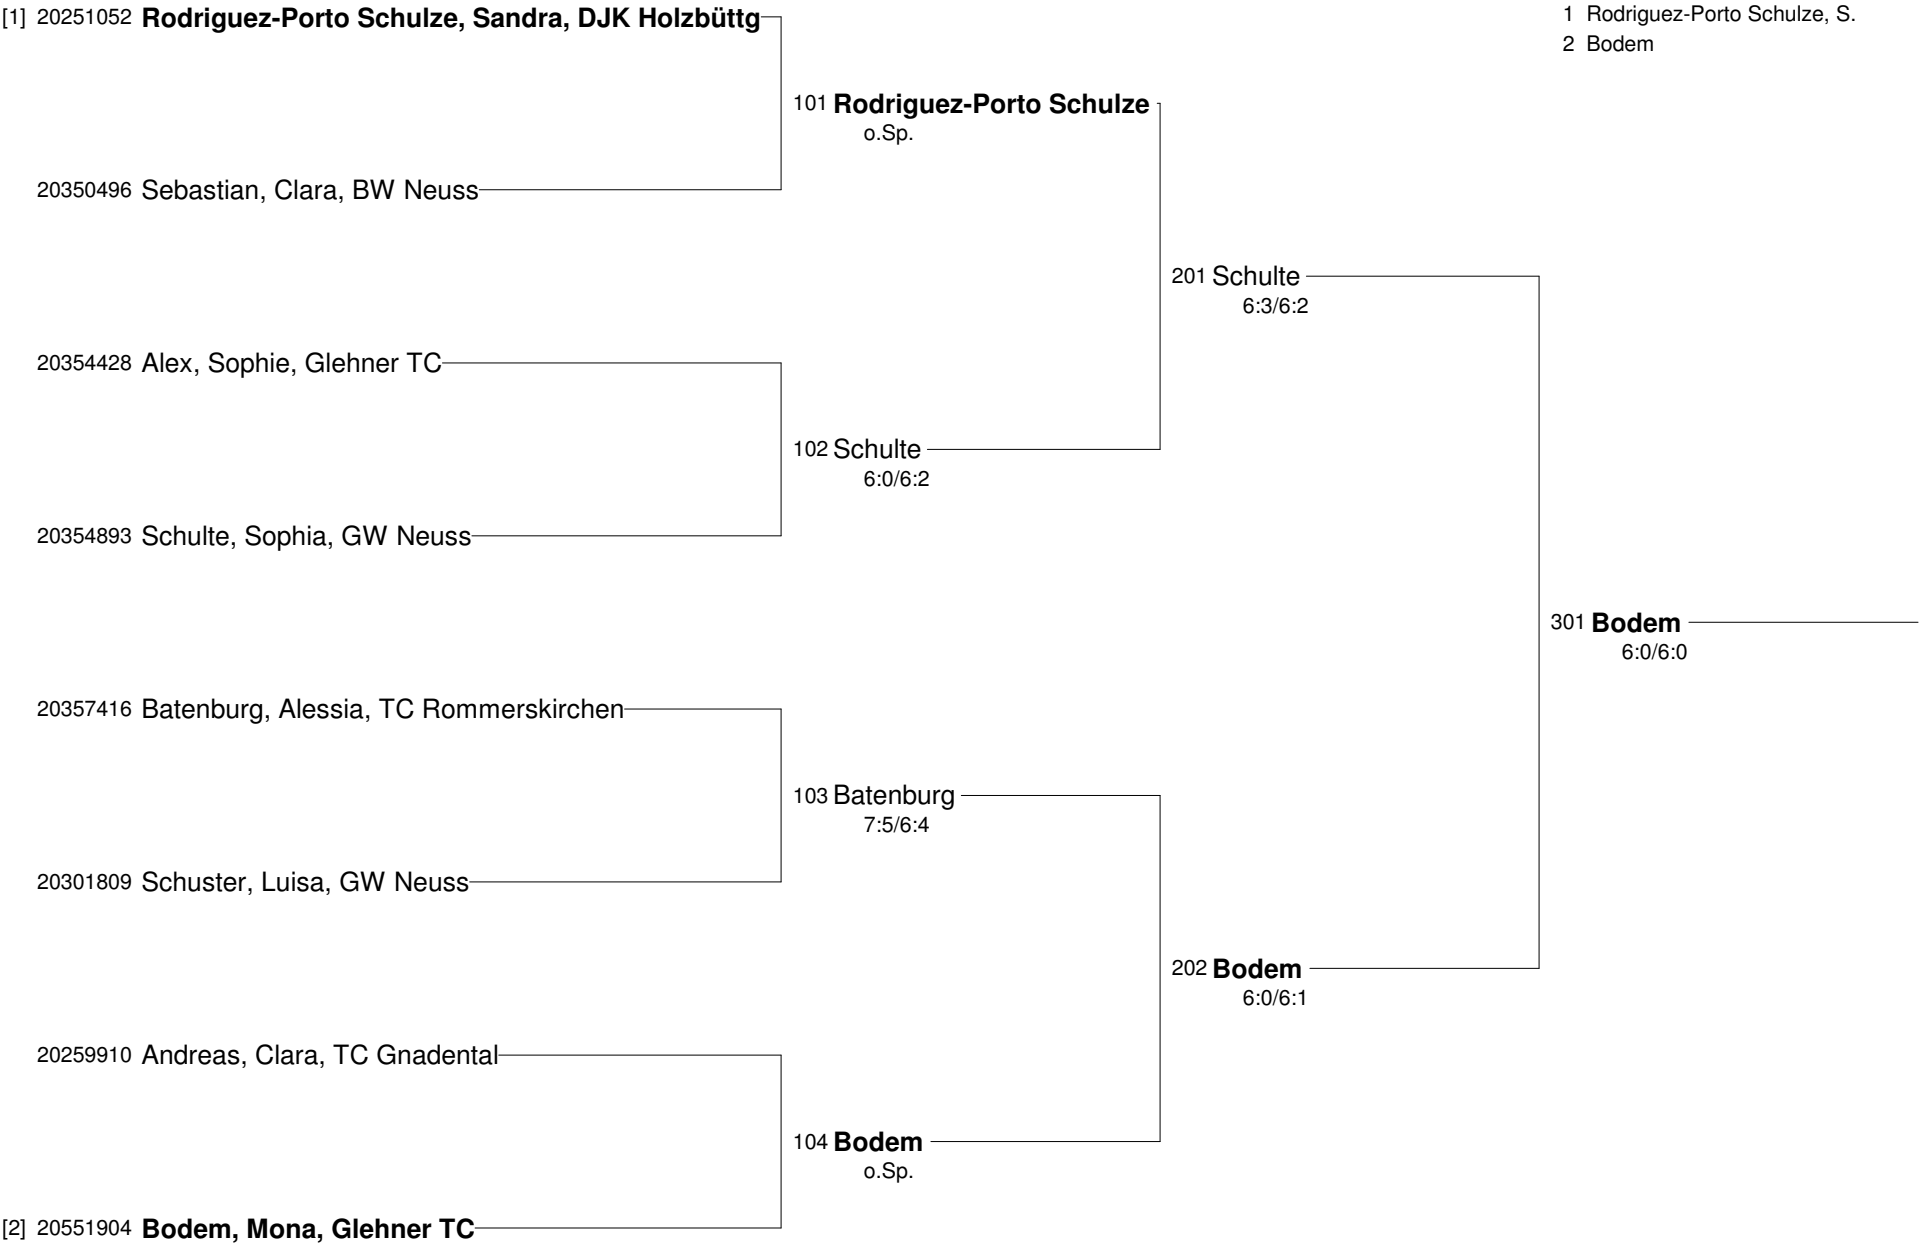 [1] 20251052 Rodriguez-Porto Schulze, Sandra, DJK Holzbüttg
1 Rodriguez-Porto Schulze, S.
2 Bodem
101 Rodriguez-Porto Schulze
o.Sp.
20350496 Sebastian, Clara, BW Neuss
201 Schulte
6:3/6:2
20354428 Alex, Sophie, Glehner TC
102 Schulte
6:0/6:2
20354893 Schulte, Sophia, GW Neuss
301 Bodem
6:0/6:0
20357416 Batenburg, Alessia, TC Rommerskirchen
103 Batenburg
7:5/6:4
20301809 Schuster, Luisa, GW Neuss
202 Bodem
6:0/6:1
20259910 Andreas, Clara, TC Gnadental
104 Bodem
o.Sp.
[2] 20551904 Bodem, Mona, Glehner TC